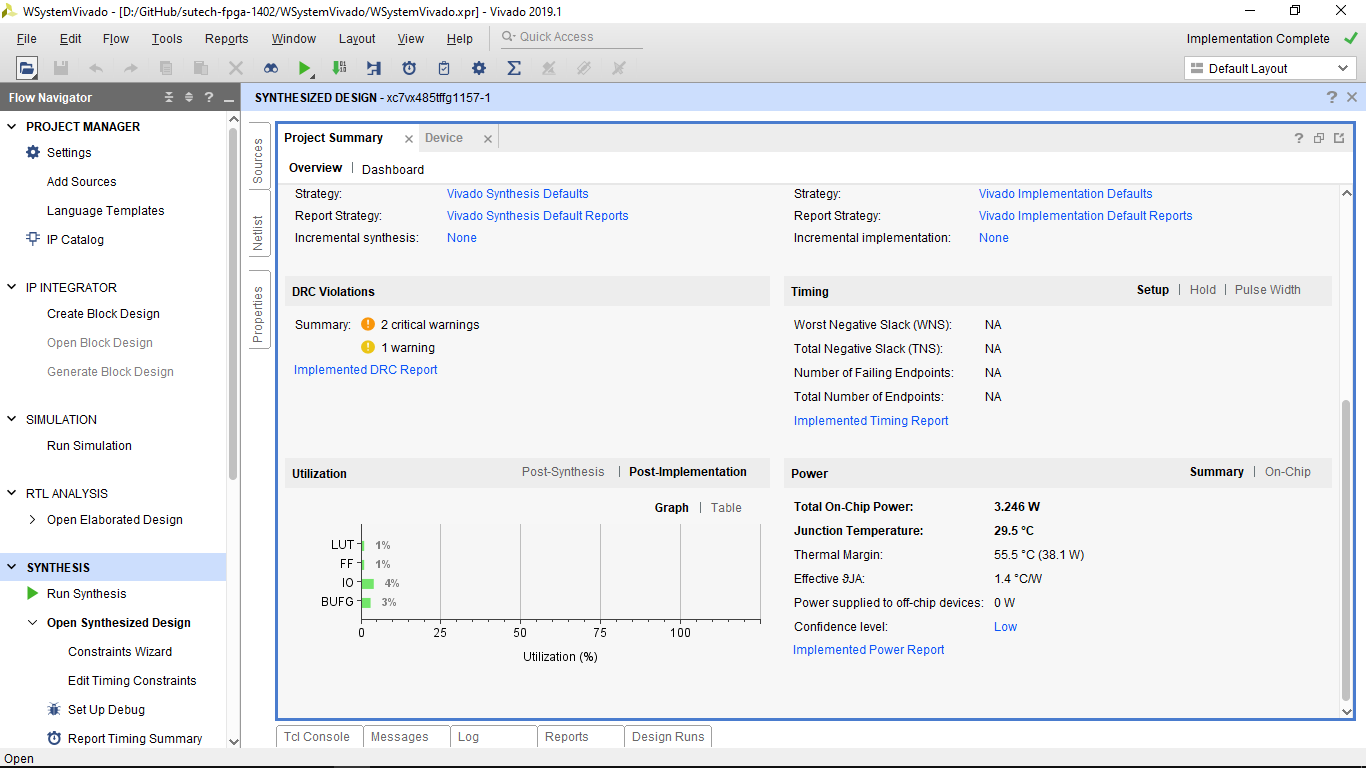 WSystemVivado - [D:/GitHub/sutech-fpga-1402/WSystemVivado/WSystemVivado.xpr] - Vivado 2019.1
File Edit Flow Tools Reports Window Layout View Help Quick Access Implementation Complete
Default Layout
Flow Navigator
PROJECT MANAGER
Settings
Add Sources
Language Templates
IP Catalog
IP INTEGRATOR
Create Block Design
Open Block Design
Generate Block Design
SIMULATION
Run Simulation
RTL ANALYSIS
Open Elaborated Design
SYNTHESIS
Run Synthesis
Open Synthesized Design
Constraints Wizard
Edit Timing Constraints
Set Up Debug
Report Timing Summary
SYNTHESIZED DESIGN - xc7vx485tffg1157-1
Sources
Netlist
Properties
Project Summary Device
Overview | Dashboard
Strategy: Vivado Synthesis Defaults
Report Strategy: Vivado Synthesis Default Reports
Incremental synthesis: None
Strategy: Vivado Implementation Defaults
Report Strategy: Vivado Implementation Default Reports
Incremental implementation: None
DRC Violations
Summary: 2 critical warnings
1 warning
Implemented DRC Report
Timing Setup | Hold | Pulse Width
Worst Negative Slack (WNS): NA
Total Negative Slack (TNS): NA
Number of Failing Endpoints: NA
Total Number of Endpoints: NA
Implemented Timing Report
Utilization Post-Synthesis | Post-Implementation
Graph | Table
LUT 1%
FF 1%
IO 4%
BUFG 3%
0 25 50 75 100
Utilization (%)
Power Summary | On-Chip
Total On-Chip Power: 3.246 W
Junction Temperature: 29.5 °C
Thermal Margin: 55.5 °C (38.1 W)
Effective ϑJA: 1.4 °C/W
Power supplied to off-chip devices: 0 W
Confidence level: Low
Implemented Power Report
Tcl Console Messages Log Reports Design Runs
Open